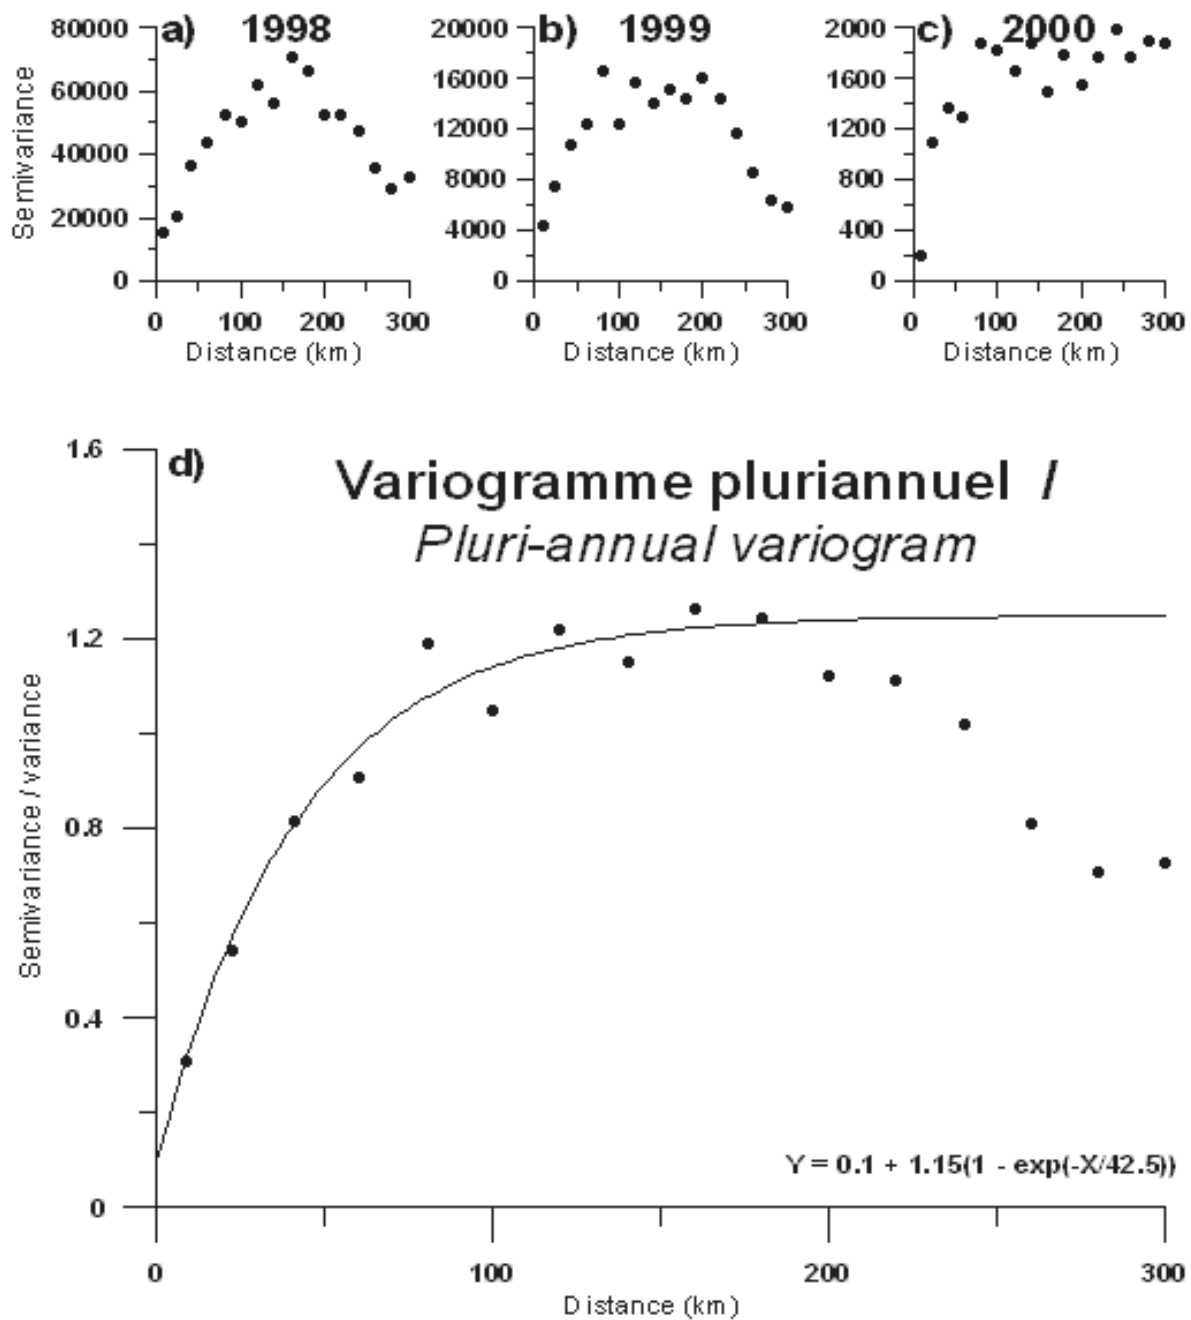 a) 1998
80000
60000
40000
20000
0
Semivariance
0 100 200 300
Distance (km)
b) 1999
20000
16000
12000
8000
4000
0
0 100 200 300
Distance (km)
c) 2000
2000
1600
1200
800
400
0
0 100 200 300
Distance (km)
d)
Variogramme pluriannuel /
Pluri-annual variogram
1.6
1.2
0.8
0.4
0
Semivariance / variance
Y = 0.1 + 1.15(1 - exp(-X/42.5))
0 100 200 300
Distance (km)